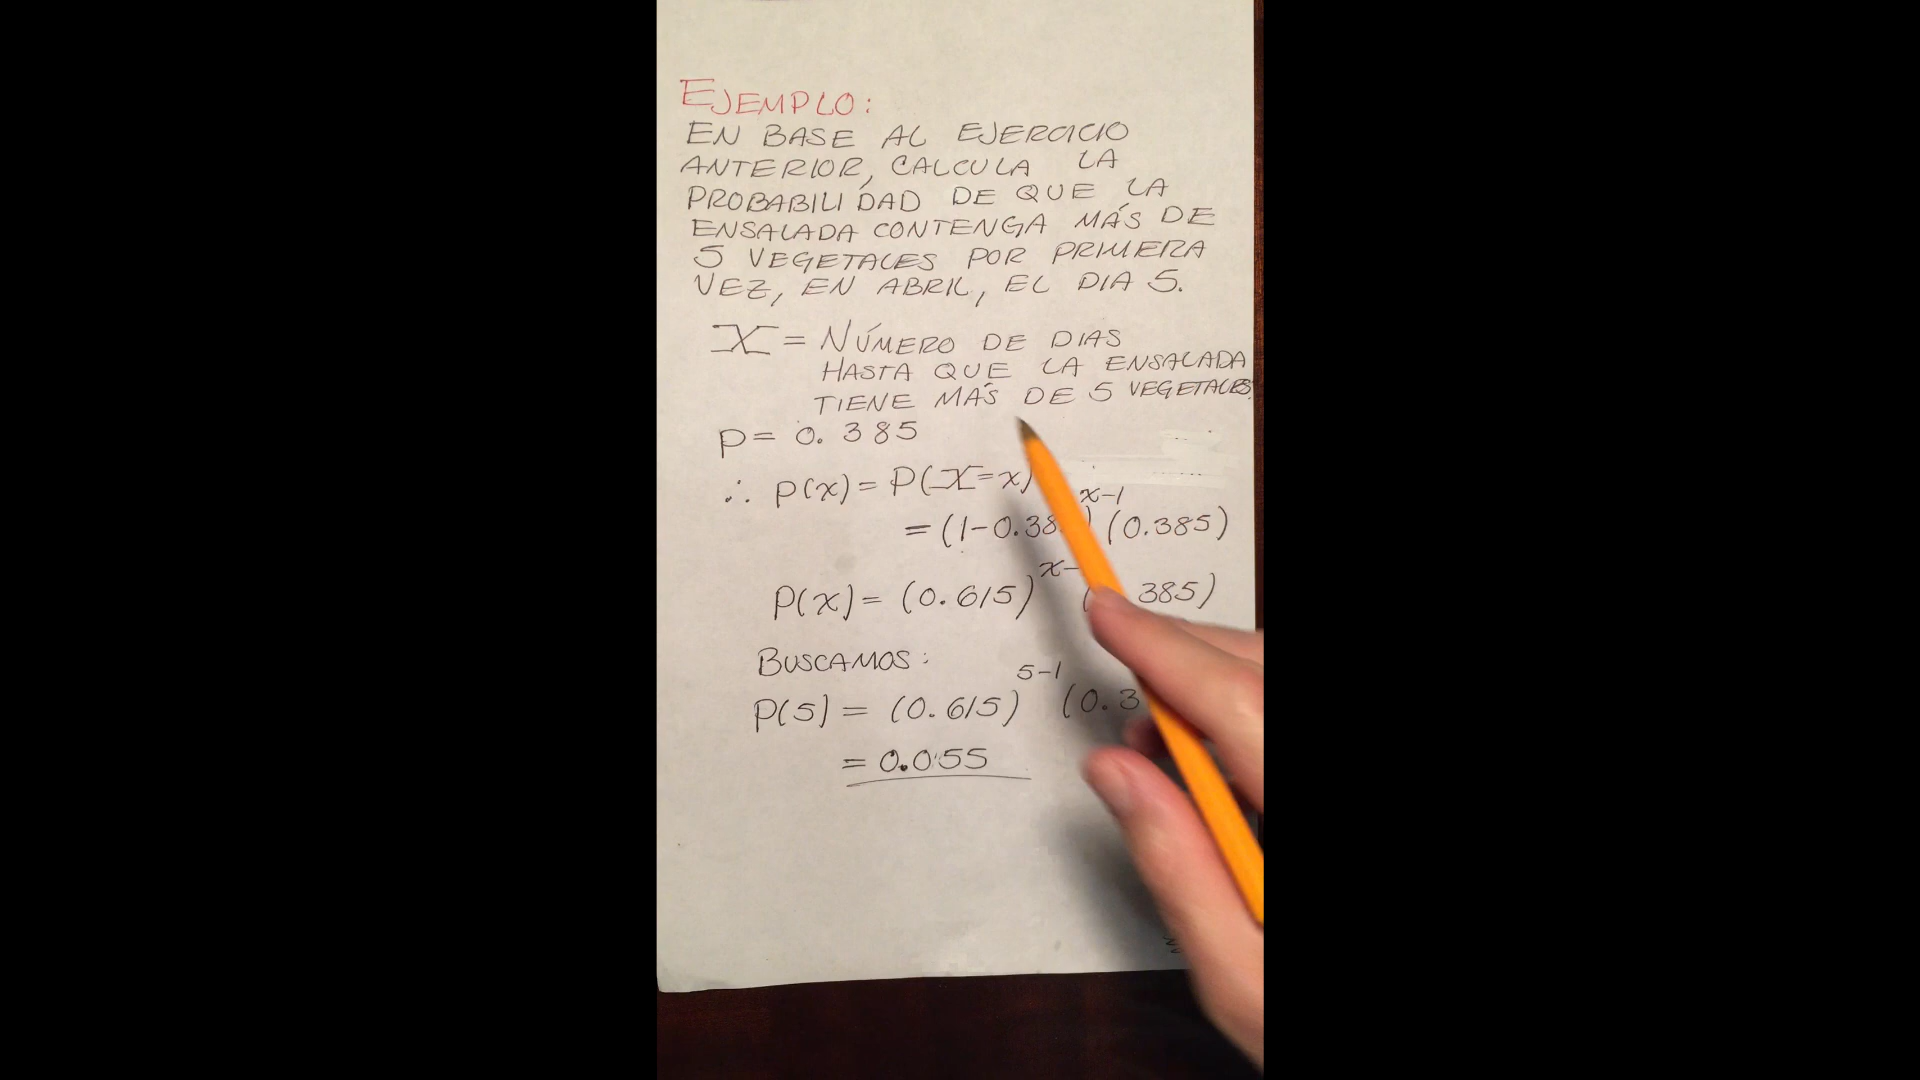 EJEMPLO:
EN BASE AL EJERCICIO
ANTERIOR, CALCULA LA
PROBABILIDAD DE QUE LA
ENSALADA CONTENGA MÁS DE
5 VEGETALES POR PRIMERA
VEZ, EN ABRIL, EL DIA 5.
X = NÚMERO DE DIAS
HASTA QUE LA ENSALADA
TIENE MÁS DE 5 VEGETALES.
p = 0.385
∴ p(x) = P(X=x)
= (1-0.38 )^{x-1} (0.385)
P(x) = (0.615)^{x-} ( 385)
BUSCAMOS:
P(5) = (0.615)^{5-1} (0.3
= 0.055